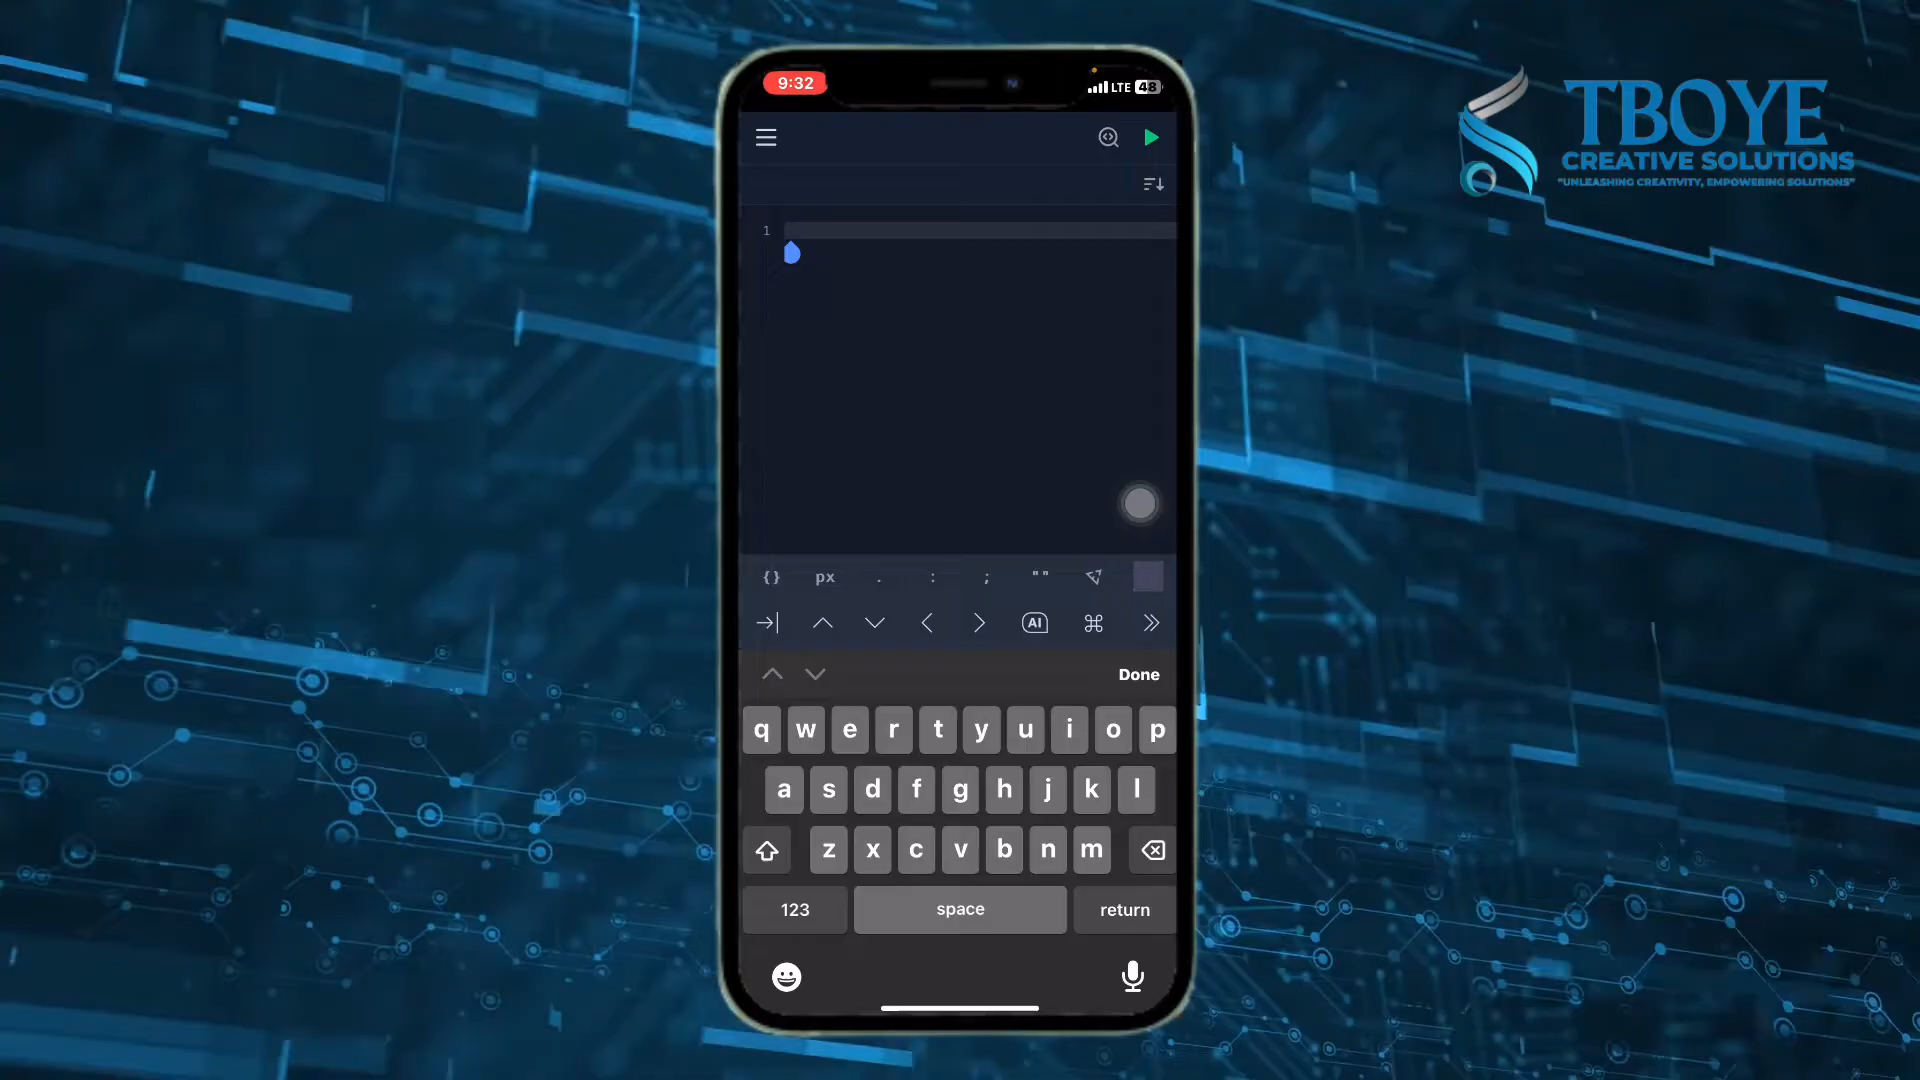 9:32
LTE 48
TBOYE
CREATIVE SOLUTIONS
"UNLEASHING CREATIVITY, EMPOWERING SOLUTIONS"
1
{} px . : ; ""
AI
Done
q w e r t y u i o p
a s d f g h j k l
z x c v b n m
123 space return